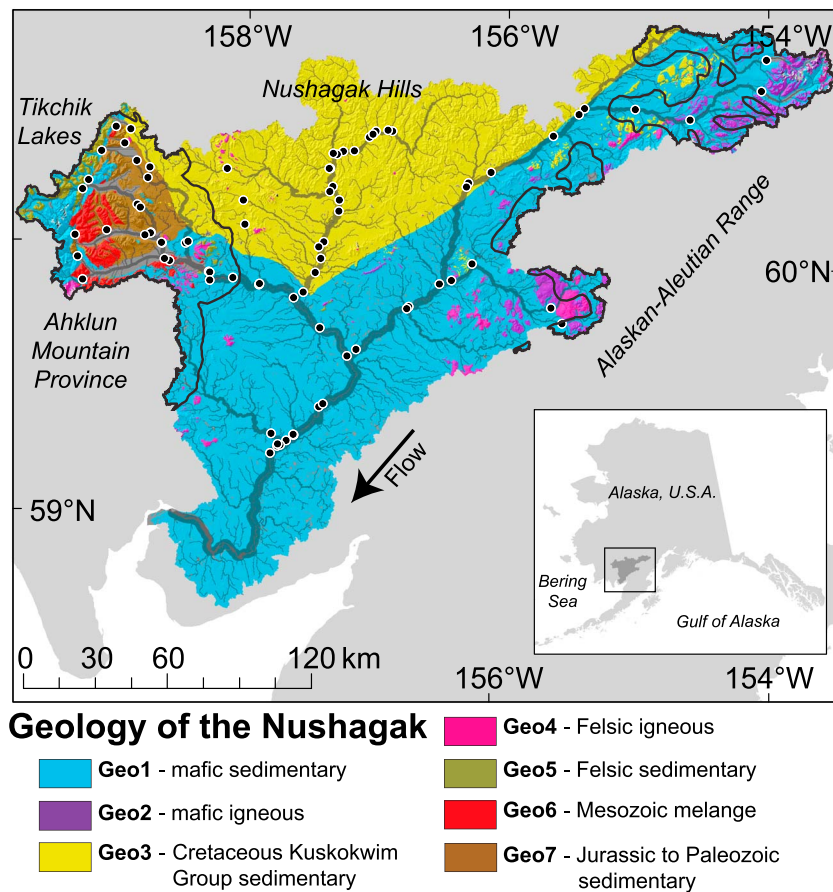 158°W
156°W
154°W
Nushagak Hills
Tikchik
Lakes
60°N
Alaskan-Aleutian Range
Ahklun
Mountain
Province
Flow
59°N
Alaska, U.S.A.
Bering
Sea
Gulf of Alaska
0 30 60 120 km
156°W
154°W
Geology of the Nushagak
Geo1 - mafic sedimentary
Geo2 - mafic igneous
Geo3 - Cretaceous Kuskokwim
Group sedimentary
Geo4 - Felsic igneous
Geo5 - Felsic sedimentary
Geo6 - Mesozoic melange
Geo7 - Jurassic to Paleozoic
sedimentary